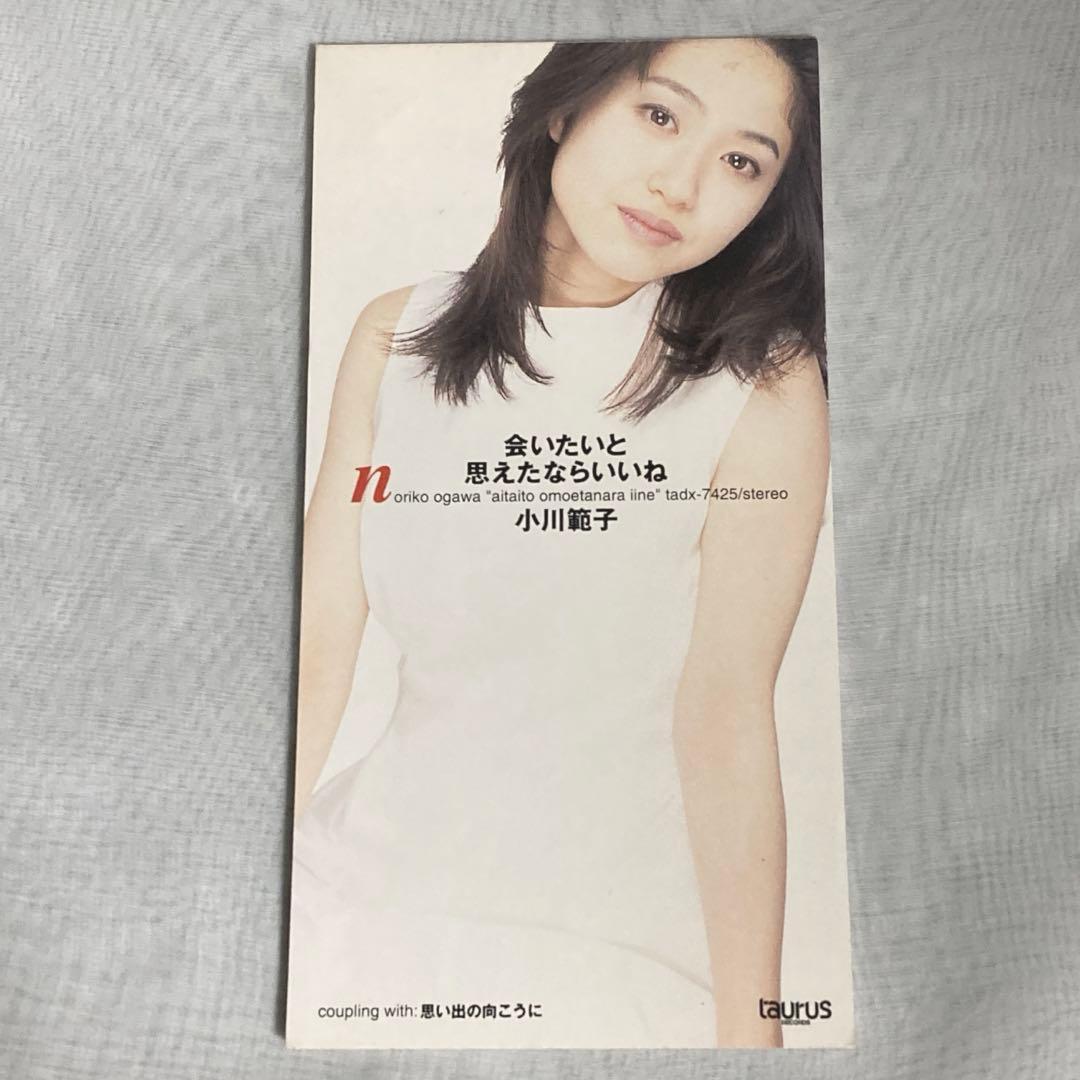 会いたいと
思えたならいいね
noriko ogawa "aitaito omoetanara iine" tadx-7425/stereo
小川範子
coupling with: 思い出の向こうに
taurus
RECORDS